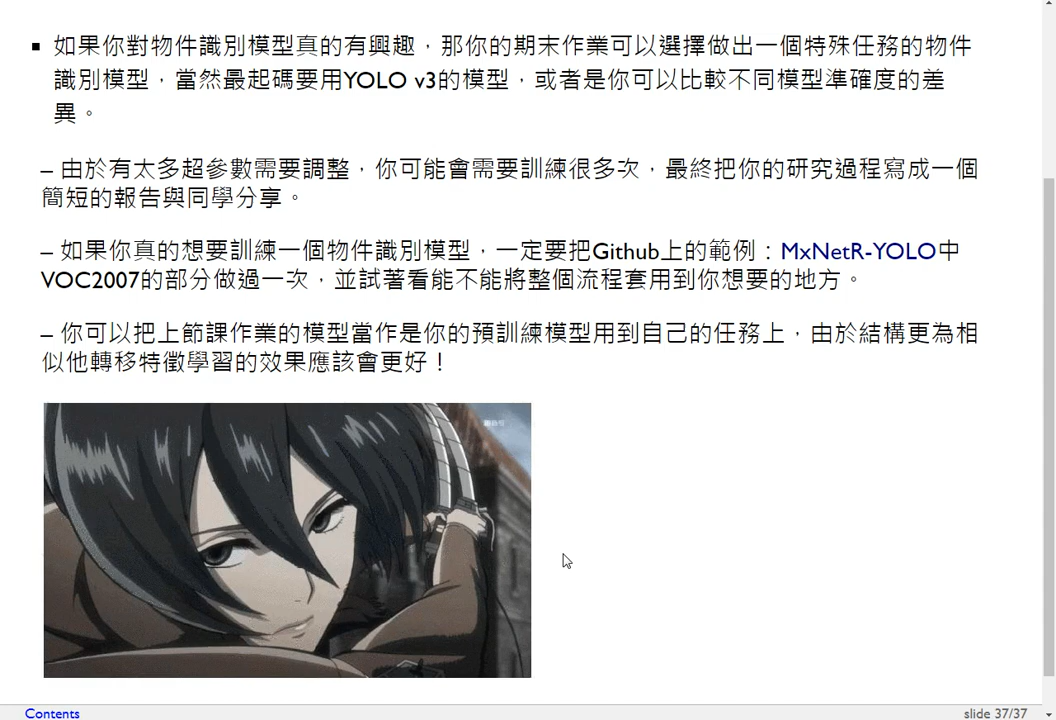 ▪ 如果你對物件識別模型真的有興趣，那你的期末作業可以選擇做出一個特殊任務的物件
識別模型，當然最起碼要用YOLO v3的模型，或者是你可以比較不同模型準確度的差
異。
– 由於有太多超參數需要調整，你可能會需要訓練很多次，最終把你的研究過程寫成一個
簡短的報告與同學分享。
– 如果你真的想要訓練一個物件識別模型，一定要把Github上的範例：MxNetR-YOLO中
VOC2007的部分做過一次，並試著看能不能將整個流程套用到你想要的地方。
– 你可以把上節課作業的模型當作是你的預訓練模型用到自己的任務上，由於結構更為相
似他轉移特徵學習的效果應該會更好！
Contents
slide 37/37